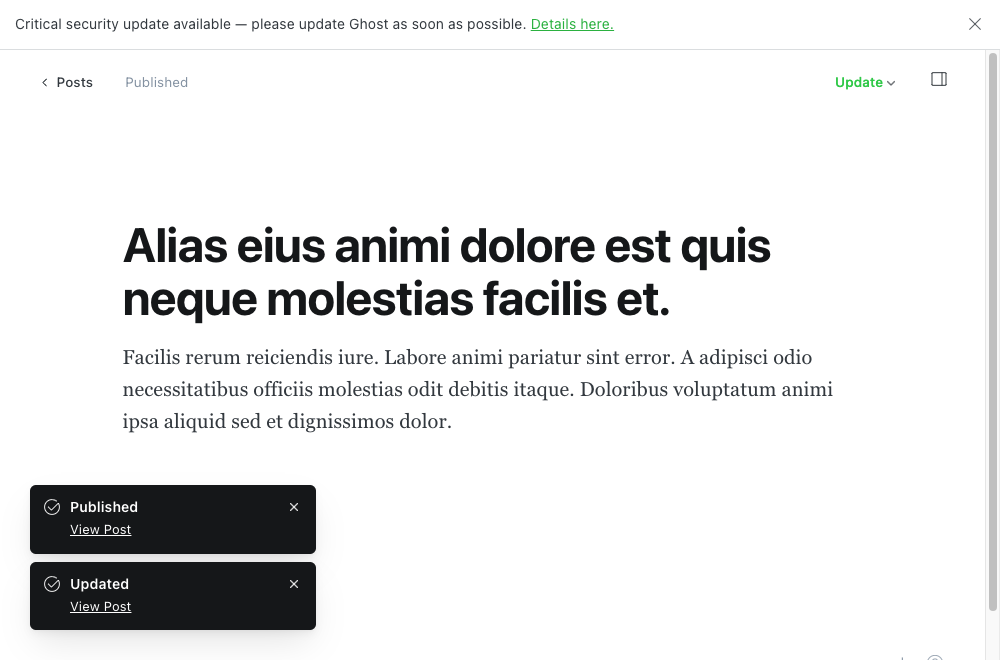 Critical security update available — please update Ghost as soon as possible. Details here.
Posts
Published
Update
Alias eius animi dolore est quis
neque molestias facilis et.
Facilis rerum reiciendis iure. Labore animi pariatur sint error. A adipisci odio
necessitatibus officiis molestias odit debitis itaque. Doloribus voluptatum animi
ipsa aliquid sed et dignissimos dolor.
Published
View Post
Updated
View Post